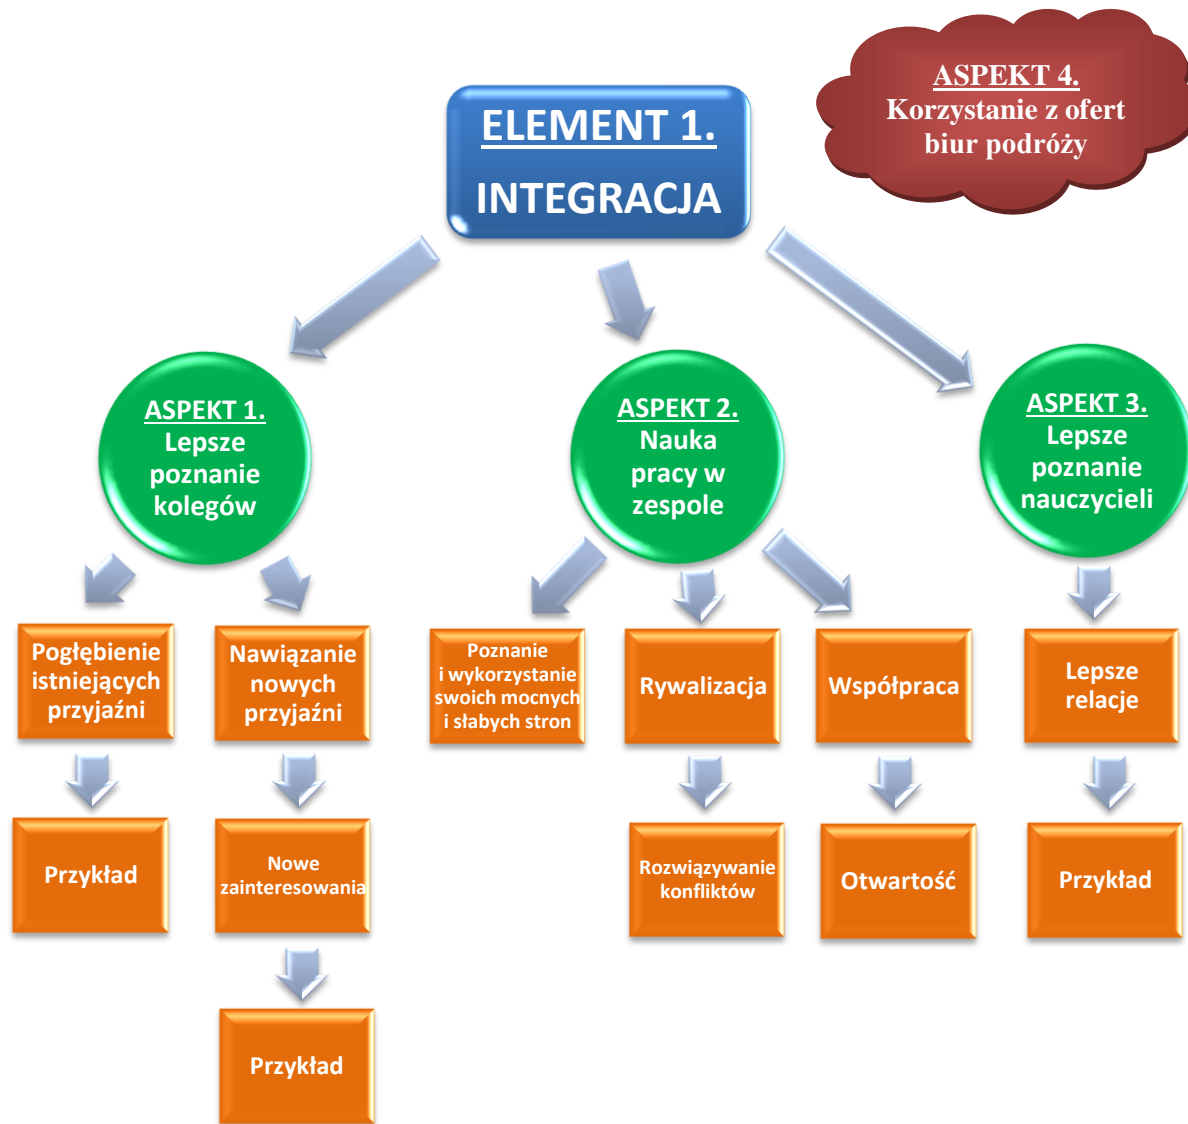 ASPEKT 4.
Korzystanie z ofert
biur podróży
ELEMENT 1.
INTEGRACJA
ASPEKT 1.
Lepsze
poznanie
kolegów
ASPEKT 2.
Nauka
pracy w
zespole
ASPEKT 3.
Lepsze
poznanie
nauczycieli
Pogłębienie
istniejących
przyjaźni
Nawiązanie
nowych
przyjaźni
Poznanie
i wykorzystanie
swoich mocnych
i słabych stron
Rywalizacja
Współpraca
Lepsze
relacje
Przykład
Nowe
zainteresowania
Rozwiązywanie
konfliktów
Otwartość
Przykład
Przykład